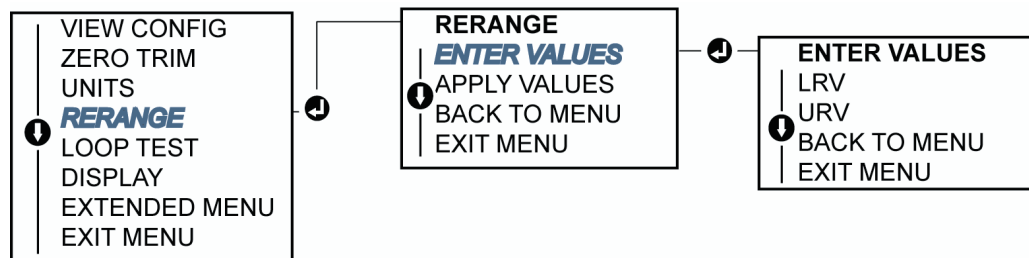 VIEW CONFIG
ZERO TRIM
UNITS
RERANGE
LOOP TEST
DISPLAY
EXTENDED MENU
EXIT MENU
RERANGE
ENTER VALUES
APPLY VALUES
BACK TO MENU
EXIT MENU
ENTER VALUES
LRV
URV
BACK TO MENU
EXIT MENU